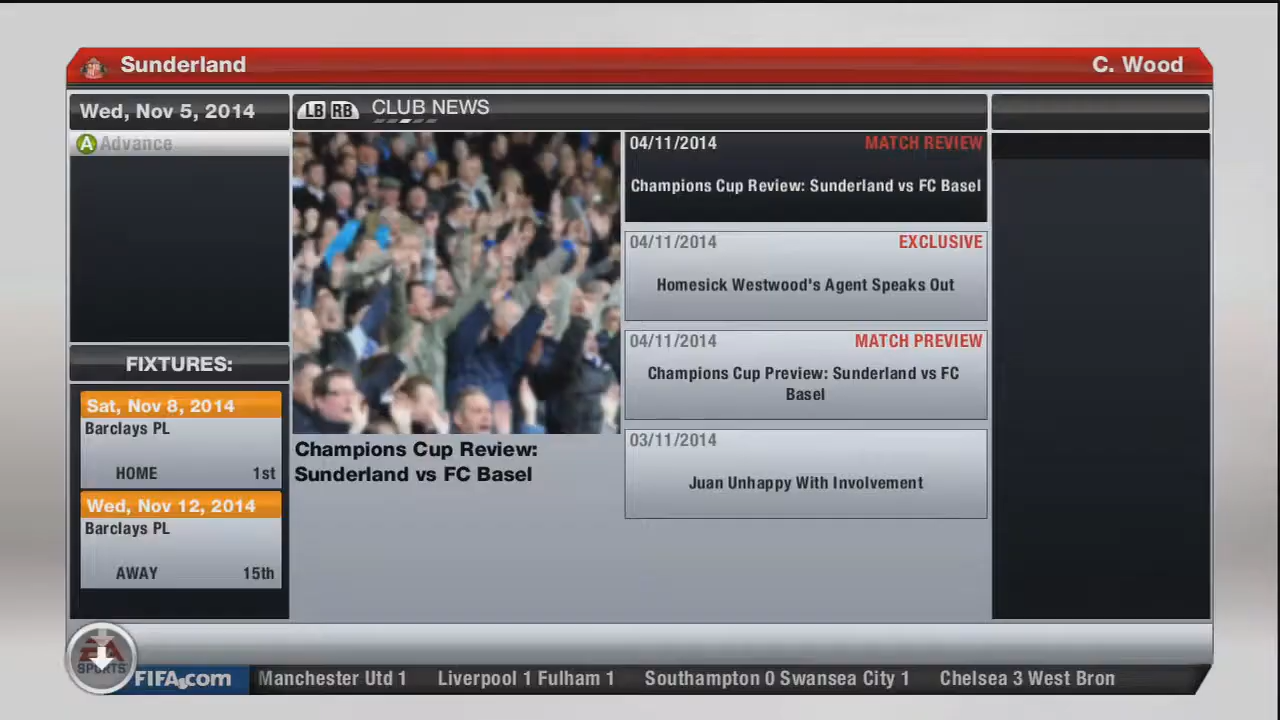 Sunderland
C. Wood
Wed, Nov 5, 2014
LB RB CLUB NEWS
A Advance
04/11/2014 MATCH REVIEW
Champions Cup Review: Sunderland vs FC Basel
04/11/2014 EXCLUSIVE
Homesick Westwood's Agent Speaks Out
04/11/2014 MATCH PREVIEW
Champions Cup Preview: Sunderland vs FC
Basel
03/11/2014
Juan Unhappy With Involvement
Champions Cup Review:
Sunderland vs FC Basel
FIXTURES:
Sat, Nov 8, 2014
Barclays PL
HOME 1st
Wed, Nov 12, 2014
Barclays PL
AWAY 15th
EA
SPORTS
FIFA.com
Manchester Utd 1 Liverpool 1 Fulham 1 Southampton 0 Swansea City 1 Chelsea 3 West Bron